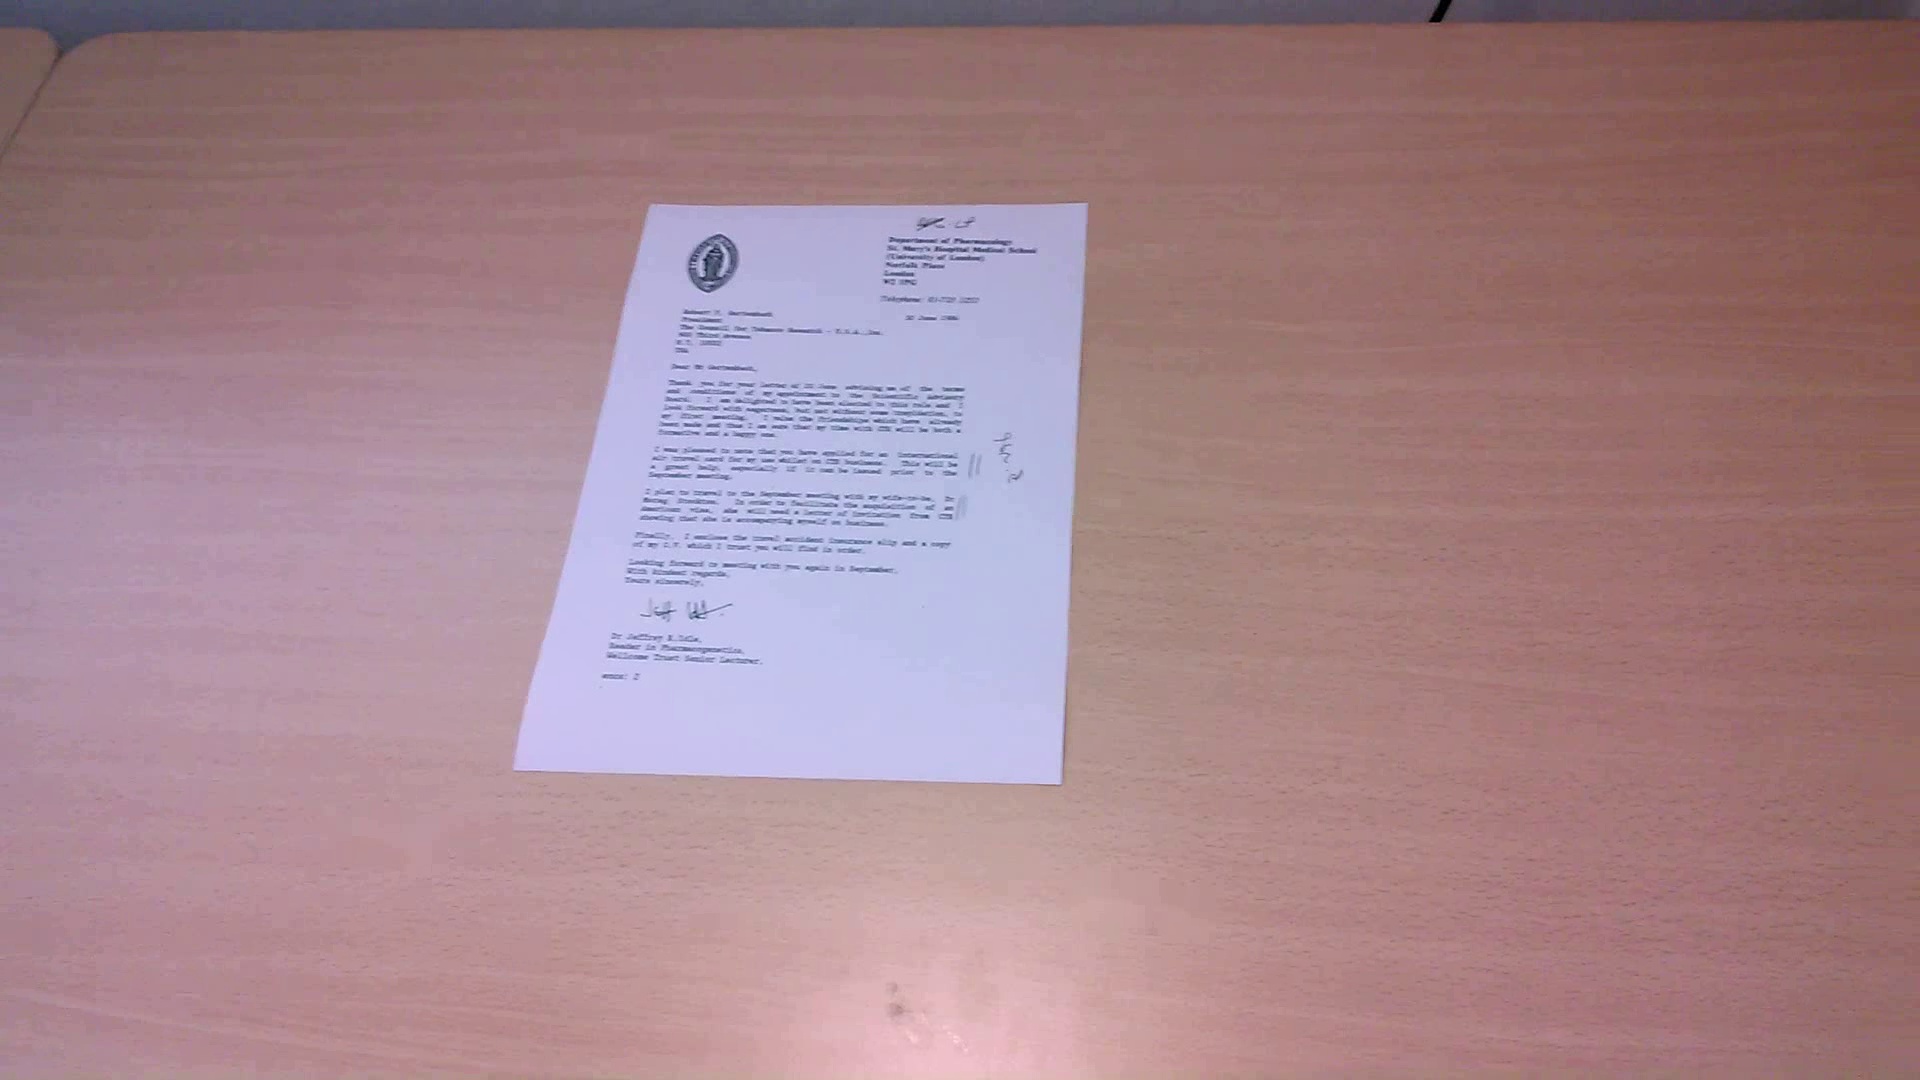 Department of Pharmacology
St. Mary's Hospital Medical School
(University of London)
Norfolk Place
London
W2 1PG
Telephone: 01-723 1252
June
Robert F. Gertenbach
President
The Council for Tobacco Research - U.S.A., Inc.
900 Third Avenue
N.Y. 10022
USA
Dear Mr Gertenbach,
Thank you for your letter of June advising me of the terms
and conditions of my appointment to the Scientific Advisory
Board. I am delighted to have been elected to this role and I
look forward with eagerness, but not without some trepidation, to
my first meeting. I value the friendships which have already
been made and thus I am sure that my time with CTR will be both a
formative and a happy one.
I was pleased to note that you have applied for an international
air travel card for my use whilst on CTR business. This will be
a great help, especially if it can be issued prior to the
September meeting.
I plan to travel to the September meeting with my wife-to-be, Dr
In order to facilitate the acquisition of an
American visa, she will need a letter of invitation from CTR
showing that she is accompanying myself on business.
Finally, I enclose the travel accident insurance slip and a copy
of my C.V. which I trust you will find in order.
Looking forward to meeting with you again in September.
With kindest regards,
Yours sincerely,
Dr Jeffrey R.Idle,
Reader in Pharmacogenetics,
Wellcome Trust Senior Lecturer.
encs: 2